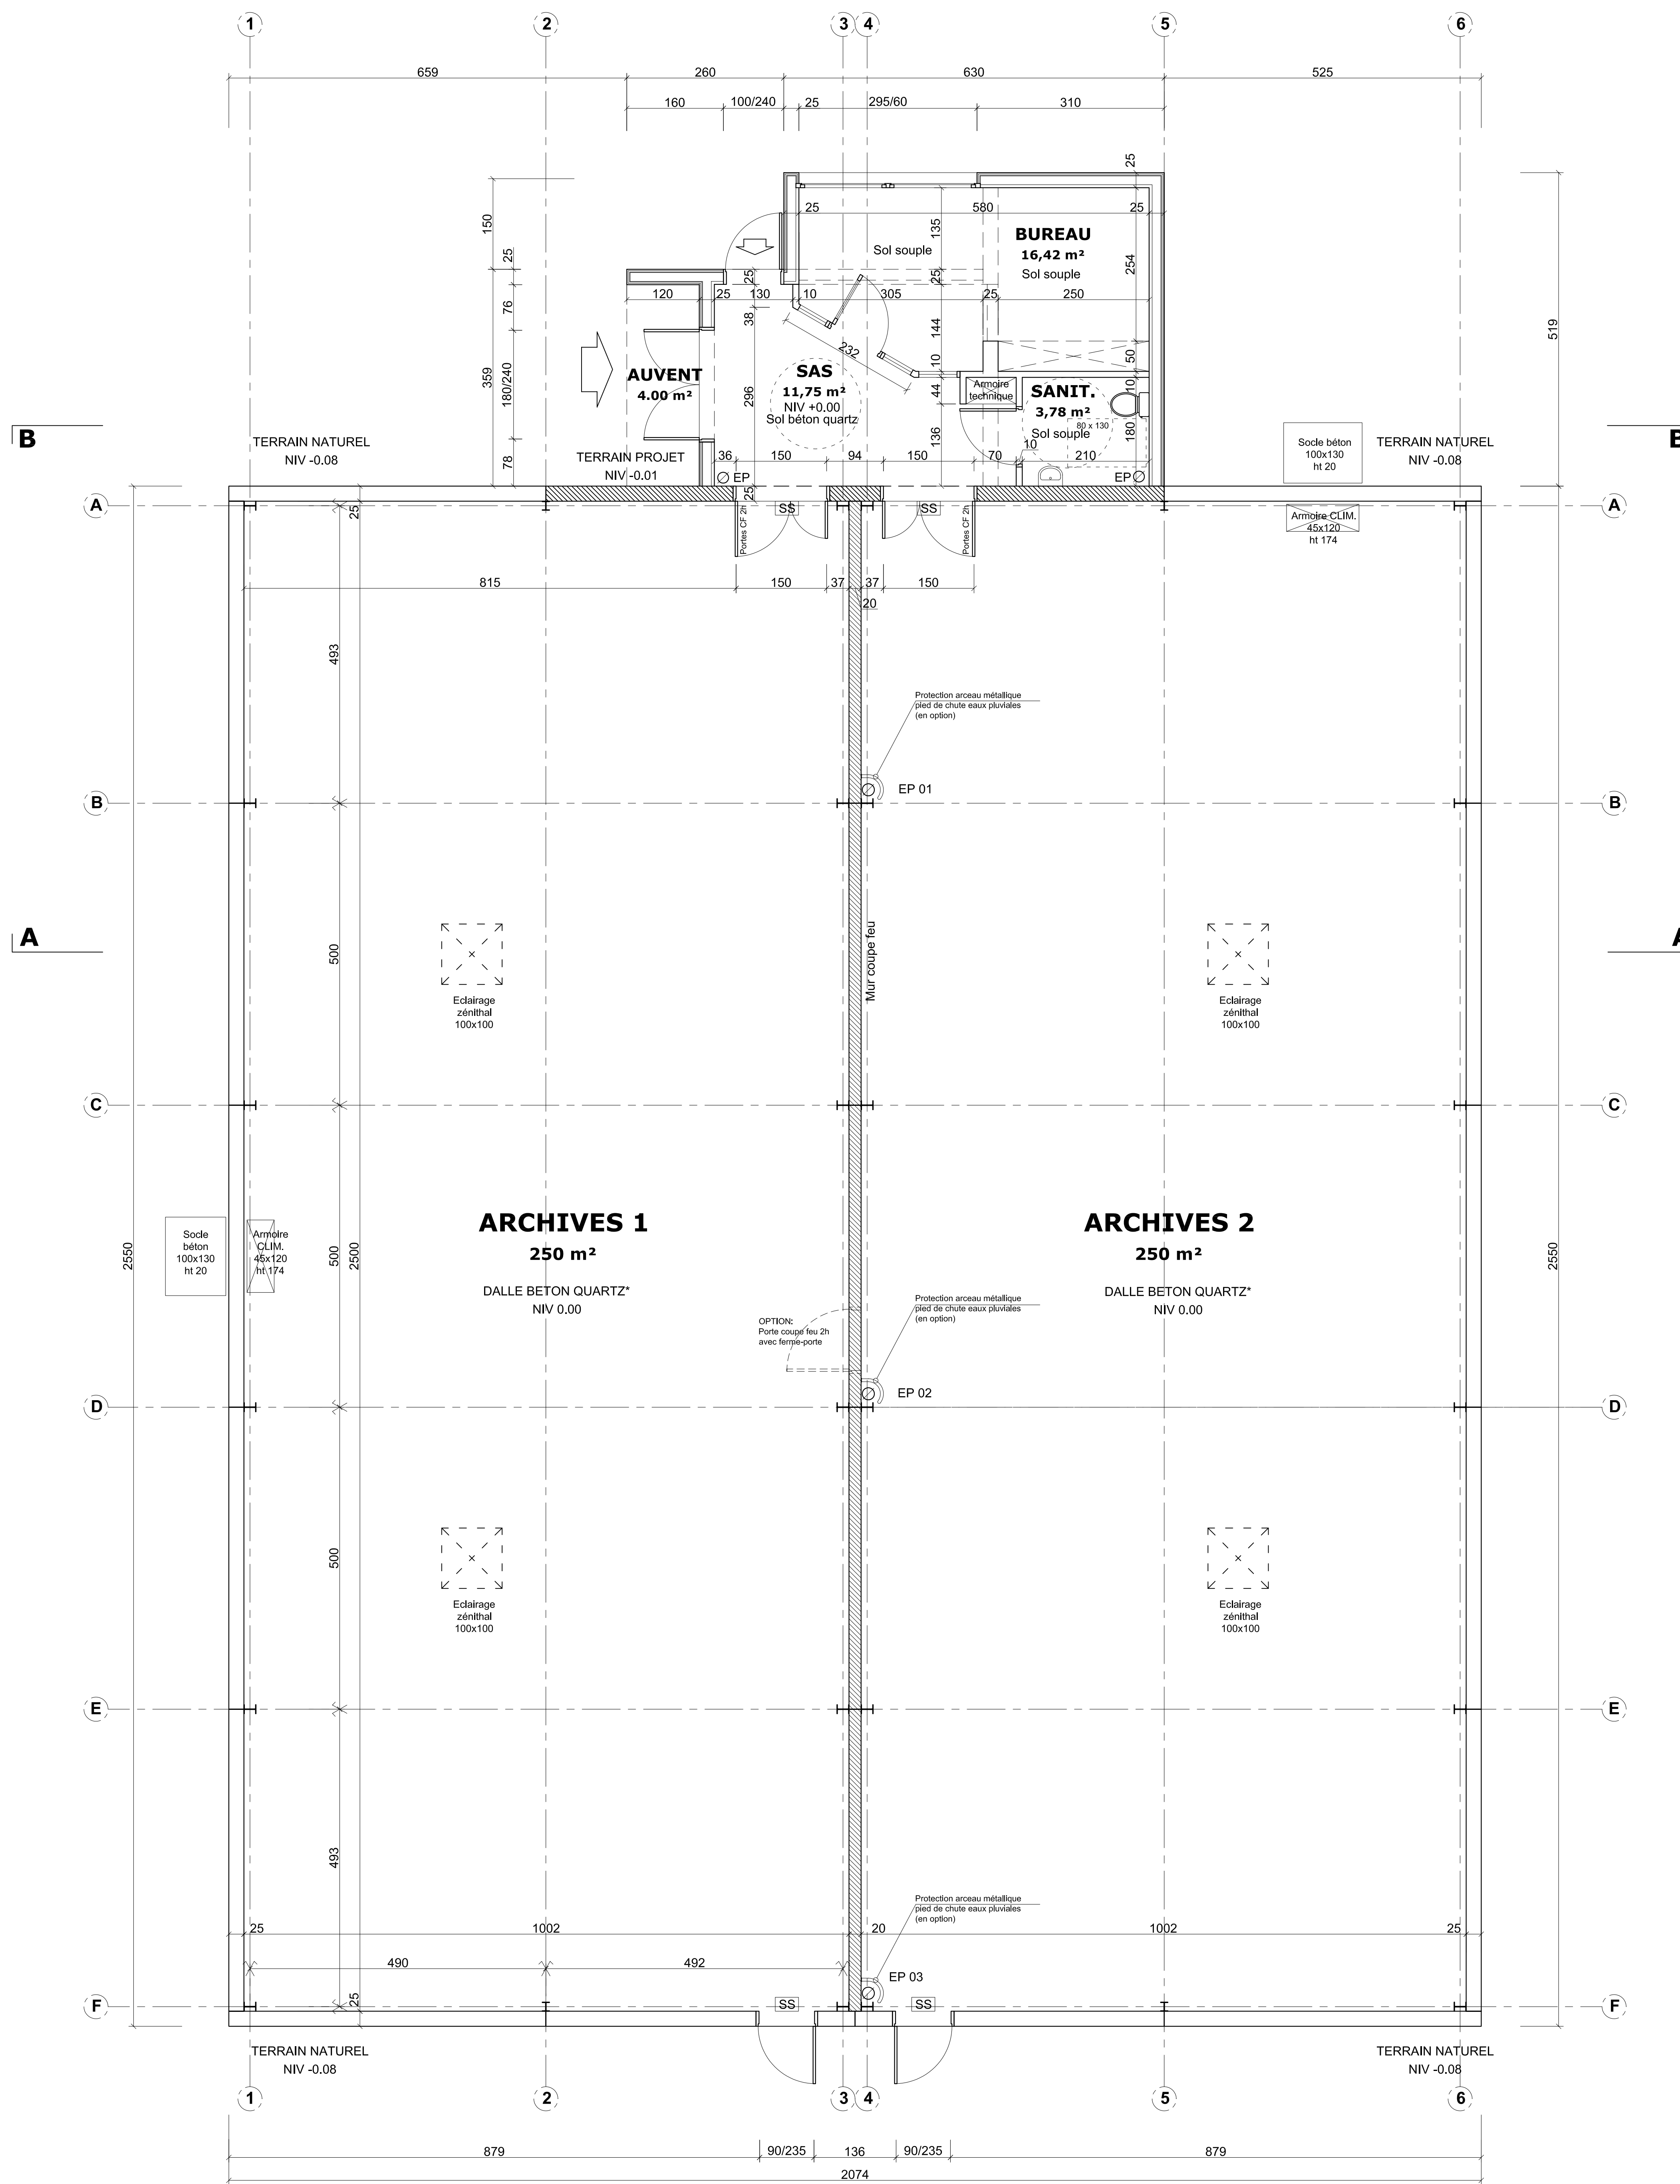 1 2 3 4 5 6
659 260 630 525
160 100/240 25 295/60 310
25
150
25 580 25
135
BUREAU
16,42 m²
Sol souple
Sol souple
254
519
25
25
25
120 25 130 10 305 25 250
76
38
144
232
359
180/240
AUVENT
4.00 m²
SAS
11,75 m²
NIV +0.00
Sol béton quartz
296
10
44
50
10
Armoire
technique
SANIT.
3,78 m²
80 x 130
Sol souple
180
136
10
B
TERRAIN NATUREL
NIV -0.08
TERRAIN PROJET
NIV -0.01
78
36 150 94 150 70 210
EP
EP
Socle béton
100x130
ht 20
TERRAIN NATUREL
NIV -0.08
B
25
A
25
SS
SS
Portes CF 2h
Portes CF 2h
Armoire CLIM.
45x120
ht 174
A
815 150 37 37 150
20
493
Protection arceau métallique
pied de chute eaux pluviales
(en option)
EP 01
B B
A
500
Mur coupe feu
A
Eclairage
zénithal
100x100
Eclairage
zénithal
100x100
C C
ARCHIVES 1
250 m²
DALLE BETON QUARTZ*
NIV 0.00
ARCHIVES 2
250 m²
DALLE BETON QUARTZ*
NIV 0.00
2550
Socle
béton
100x130
ht 20
Armoire
CLIM.
45x120
ht 174
500
2500
2550
OPTION:
Porte coupe feu 2h
avec ferme-porte
Protection arceau métallique
pied de chute eaux pluviales
(en option)
EP 02
D D
500
Eclairage
zénithal
100x100
Eclairage
zénithal
100x100
E E
493
Protection arceau métallique
pied de chute eaux pluviales
(en option)
25 1002 20 1002 25
490 492
EP 03
25
SS
SS
F F
TERRAIN NATUREL
NIV -0.08
TERRAIN NATUREL
NIV -0.08
1 2 3 4 5 6
879 90/235 136 90/235 879
2074